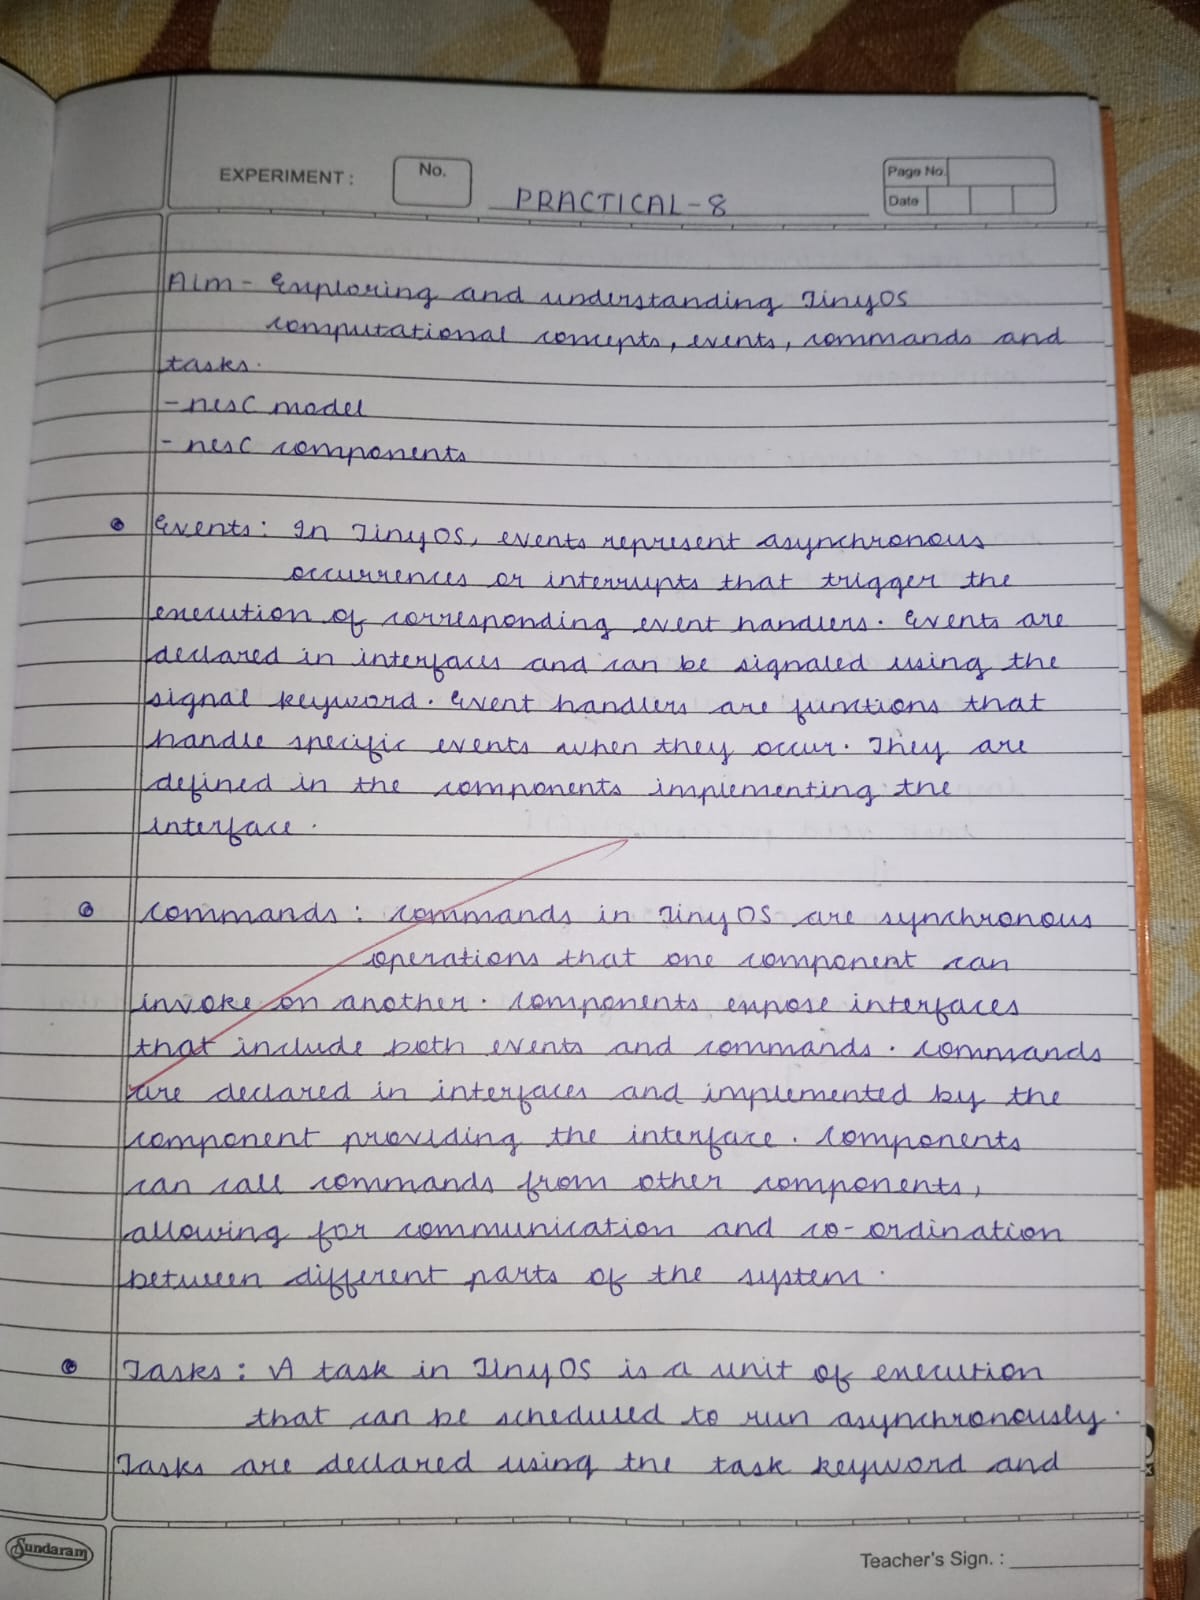 EXPERIMENT :
No.
PRACTICAL-8
Page No.
Date
Aim - Exploring and understanding TinyOS
computational concepts, events, commands and
tasks.
- nesC model
- nesC components
Events: In TinyOS, events represent asynchronous
occurrences or interrupts that trigger the
execution of corresponding event handlers. Events are
declared in interfaces and can be signaled using the
signal keyword. Event handlers are functions that
handle specific events when they occur. They are
defined in the components implementing the
interface.
Commands: Commands in TinyOS are synchronous
operations that one component can
invoke on another. Components expose interfaces
that include both events and commands. Commands
are declared in interfaces and implemented by the
component providing the interface. Components
can call commands from other components,
allowing for communication and co-ordination
between different parts of the system.
Tasks: A task in TinyOS is a unit of execution
that can be scheduled to run asynchronously.
Tasks are declared using the task keyword and
Sundaram
Teacher's Sign. :